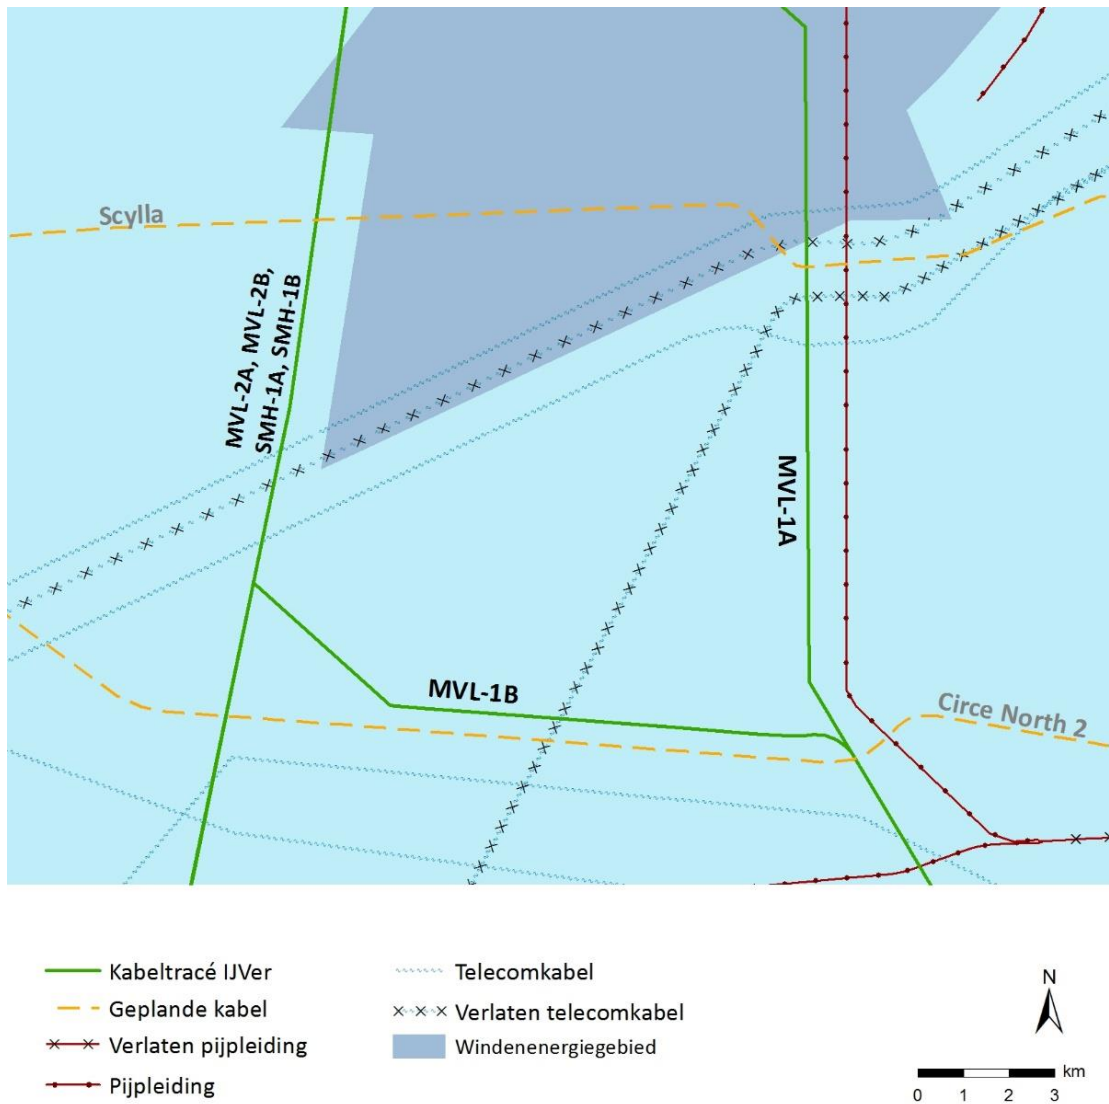 Scylla
MVL-2A, MVL-2B,
SMH-1A, SMH-1B
MVL-1A
MVL-1B
Circe North 2
Kabeltracé IJVer
Geplande kabel
Verlaten pijpleiding
Pijpleiding
Telecomkabel
Verlaten telecomkabel
Windenenergiegebied
N
km
0 1 2 3